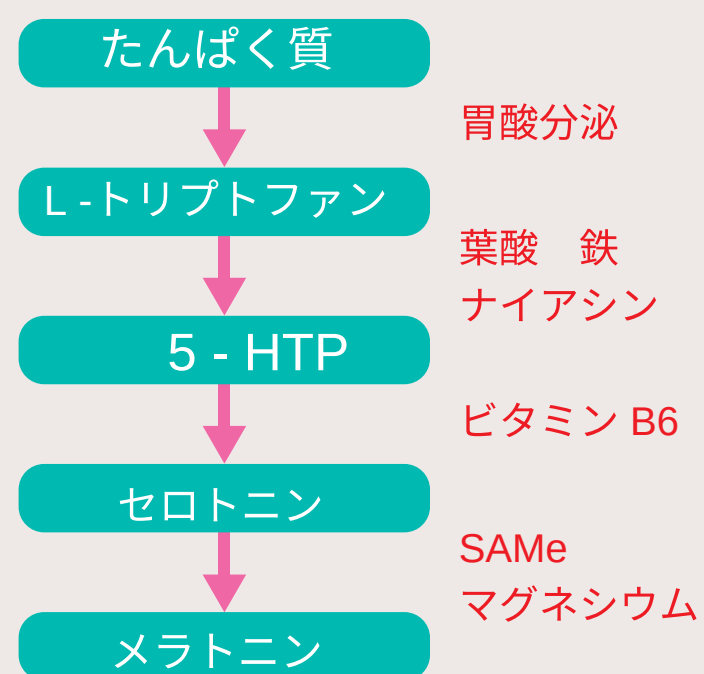 たんぱく質
胃酸分泌
L -トリプトファン
葉酸　鉄
ナイアシン
5 - HTP
ビタミン B6
セロトニン
SAMe
マグネシウム
メラトニン